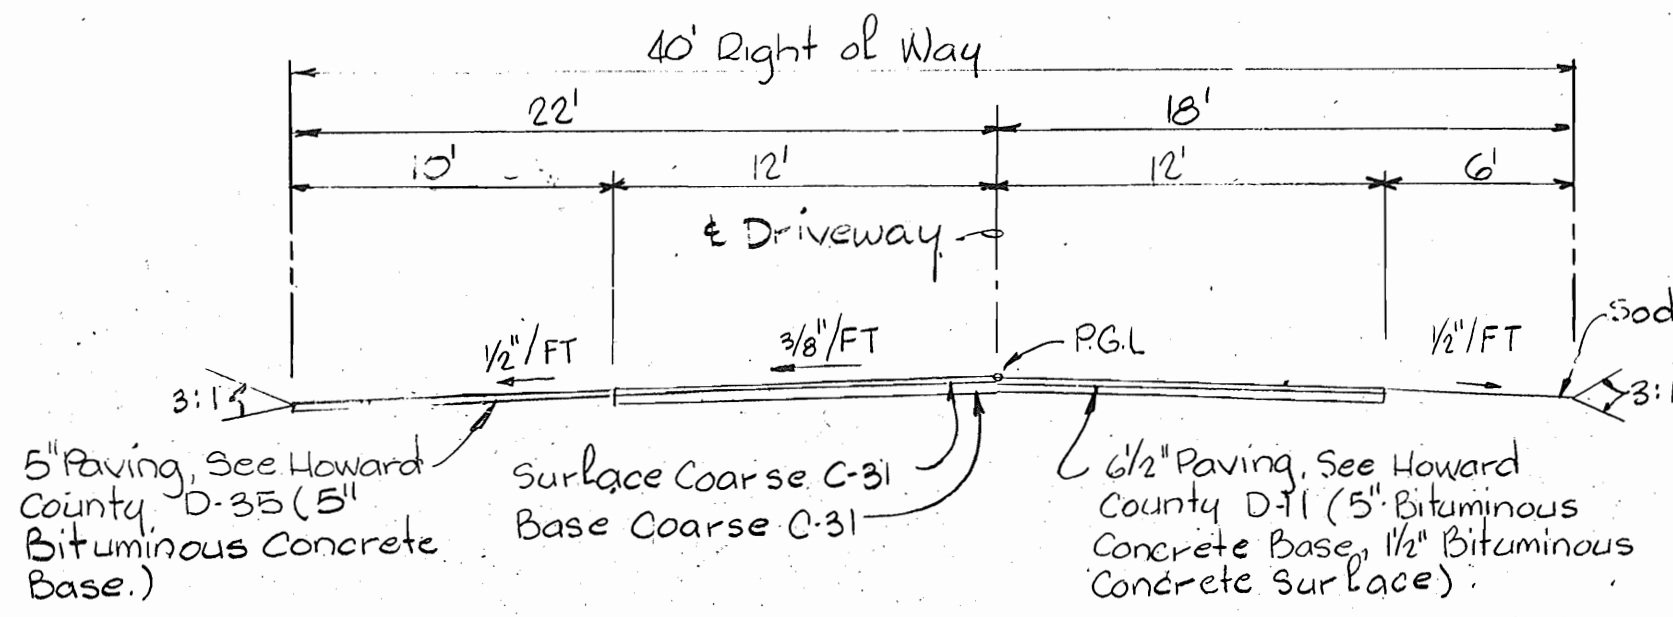 40' Right of Way
22'
18'
10'
12'
12'
6'
℄ Driveway
Sod
1/2"/FT
3/8"/FT
P.G.L
1/2"/FT
3:1
3:1
5" Paving, See Howard
County D-35 (5"
Bituminous Concrete
Base.)
Surface Coarse C-31
Base Coarse C-31
6 1/2" Paving, See Howard
County D-11 (5" Bituminous
Concrete Base, 1 1/2" Bituminous
Concrete Surface).